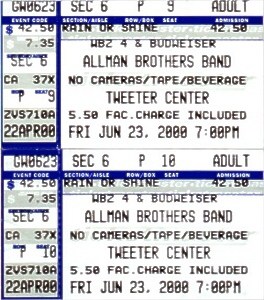 GW0623 SEC 6 P 9 ADULT
EVENT CODE SECTION/AISLE ROW/BOX SEAT ADMISSION
$ 42.50 RAIN OR SHINE 42.50
7.35 WBZ 4 & BUDWEISER
SEC 6 ALLMAN BROTHERS BAND
CA 37X NO CAMERAS/TAPE/BEVERAGE
P 9 TWEETER CENTER
ZVS710A 5.50 FAC.CHARGE INCLUDED
22APR00 FRI JUN 23, 2000 7:00PM
GW0623 SEC 6 P 10 ADULT
EVENT CODE SECTION/AISLE ROW/BOX SEAT ADMISSION
$ 42.50 RAIN OR SHINE 42.50
7.35 WBZ 4 & BUDWEISER
SEC 6 ALLMAN BROTHERS BAND
CA 37X NO CAMERAS/TAPE/BEVERAGE
P 10 TWEETER CENTER
ZVS710A 5.50 FAC.CHARGE INCLUDED
22APR00 FRI JUN 23, 2000 7:00PM